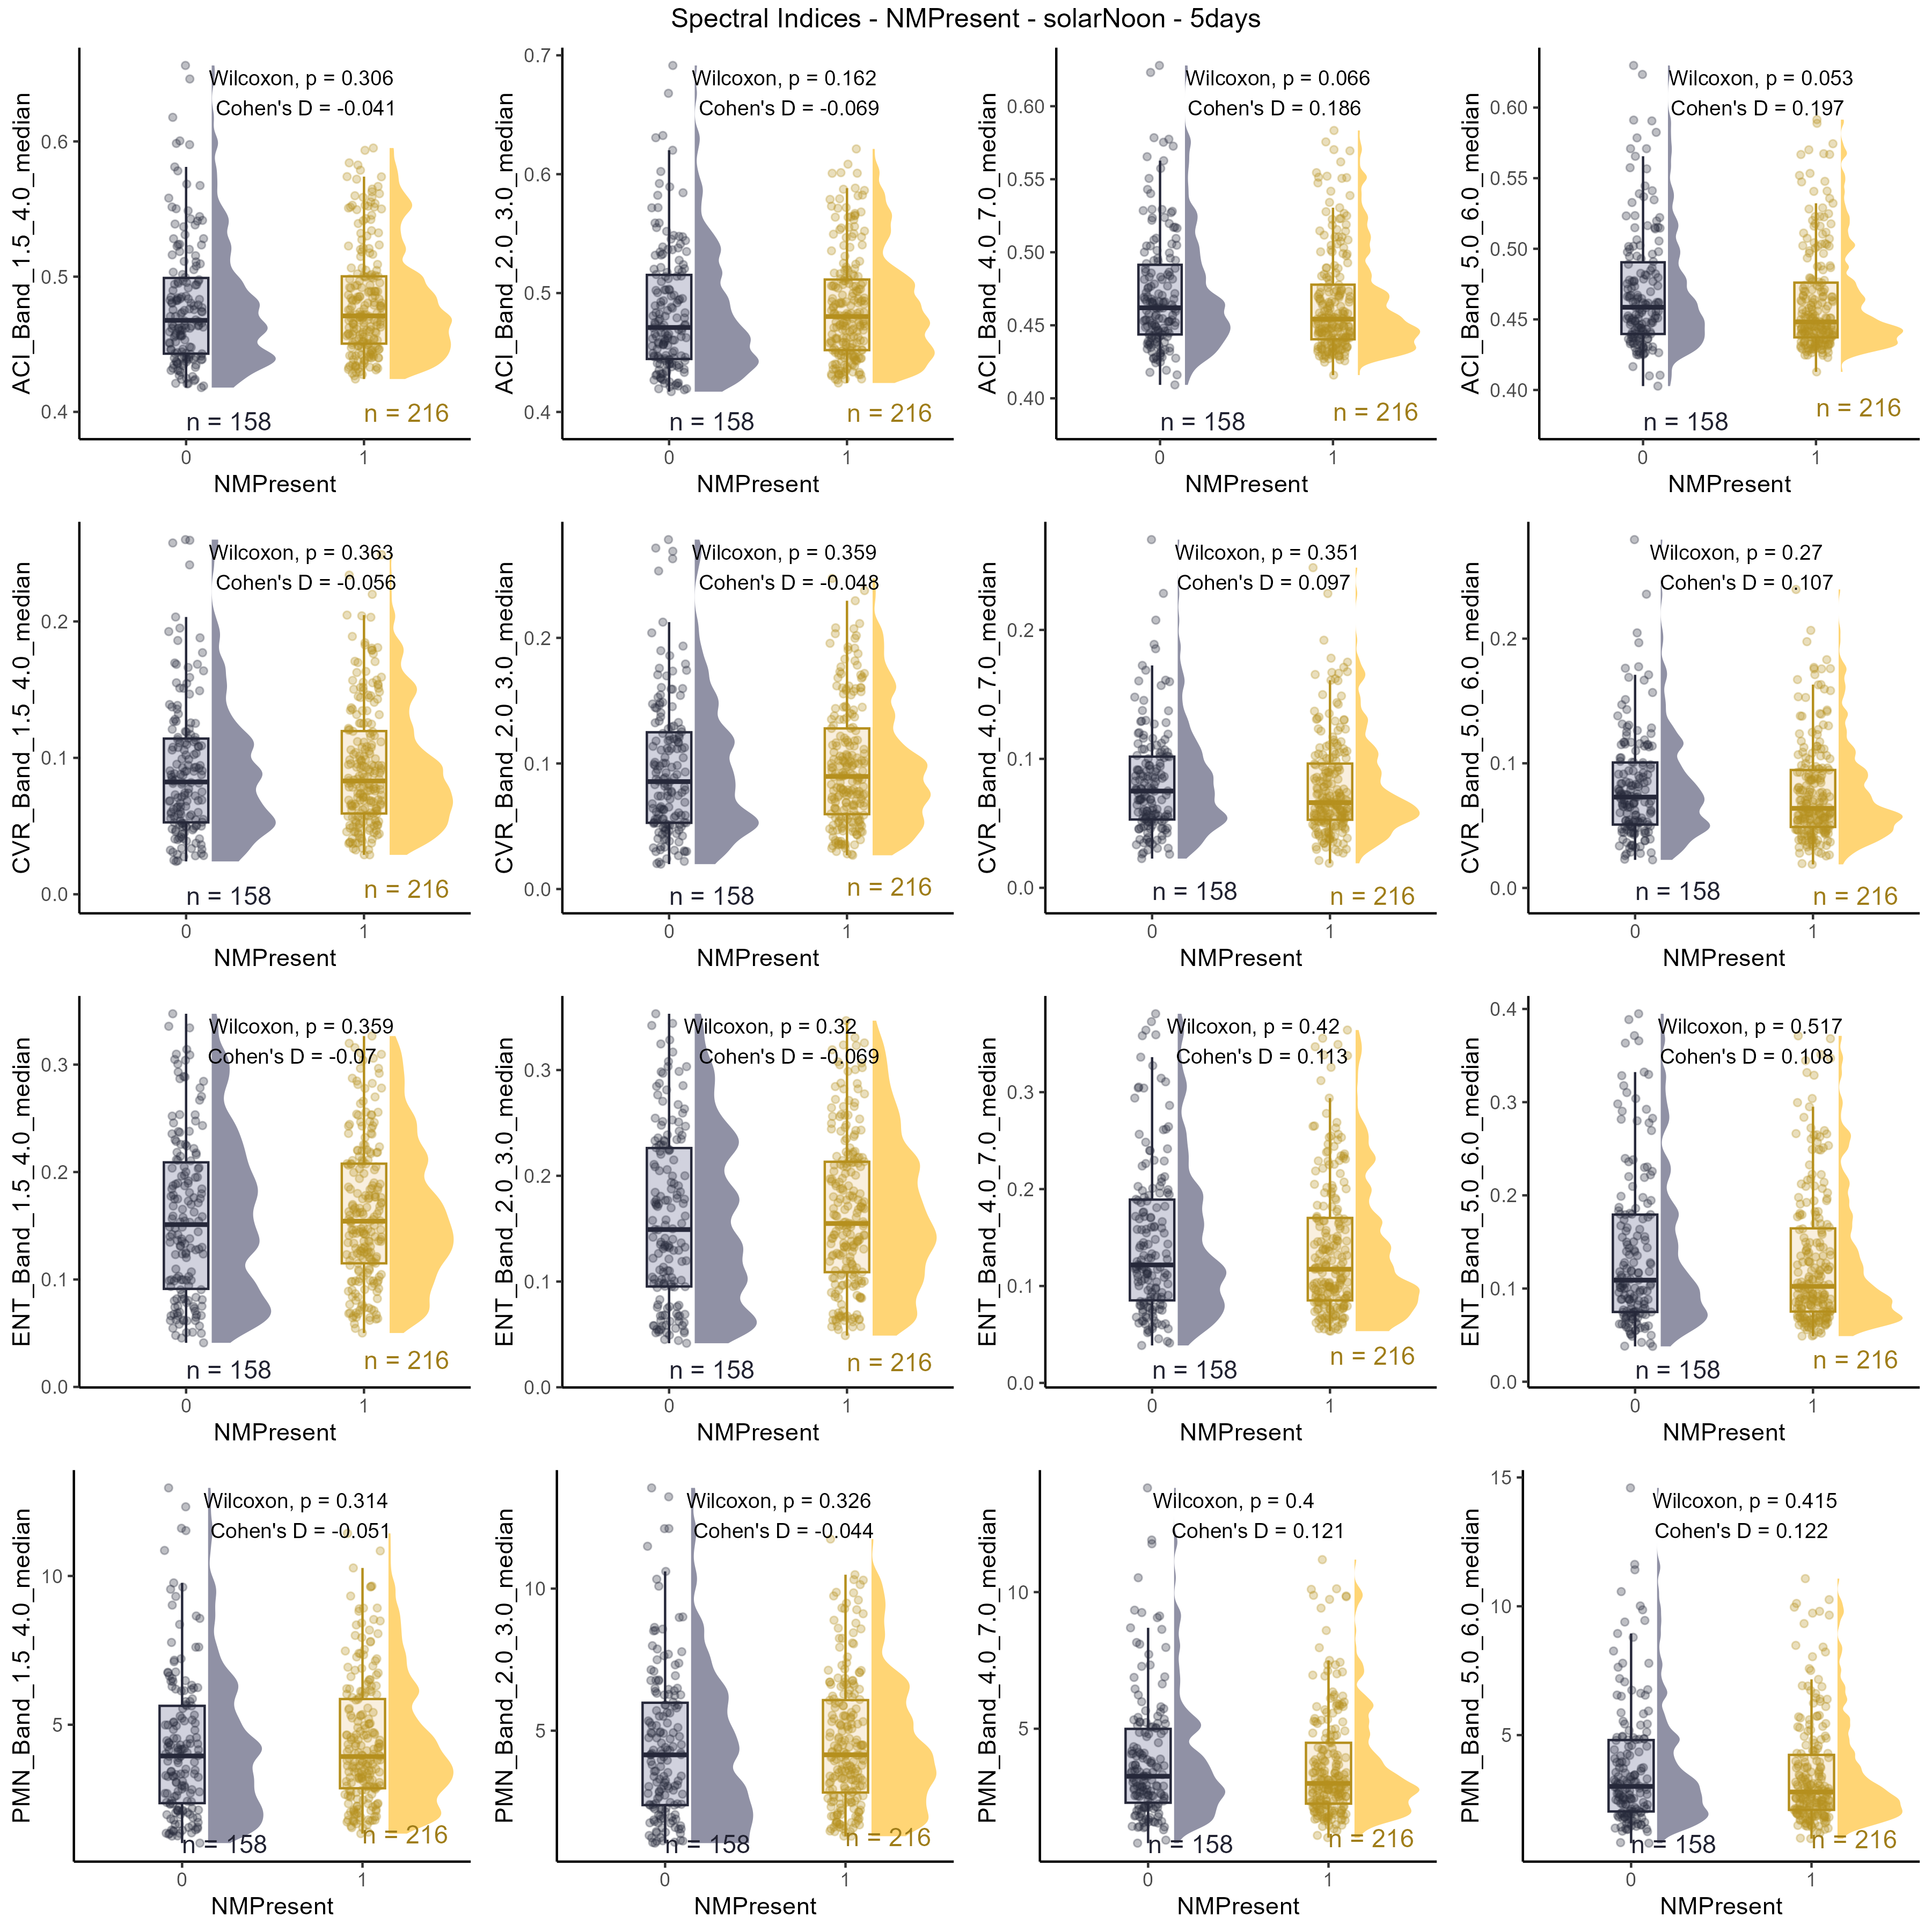 Spectral Indices - NMPresent - solarNoon - 5days
ACI_Band_1.5_4.0_median
0.6
0.5
0.4
Wilcoxon, p = 0.306
Cohen's D = -0.041
n = 158
n = 216
0
1
NMPresent
ACI_Band_2.0_3.0_median
0.7
0.6
0.5
0.4
Wilcoxon, p = 0.162
Cohen's D = -0.069
n = 158
n = 216
0
1
NMPresent
ACI_Band_4.0_7.0_median
0.60
0.55
0.50
0.45
0.40
Wilcoxon, p = 0.066
Cohen's D = 0.186
n = 158
n = 216
0
1
NMPresent
ACI_Band_5.0_6.0_median
0.60
0.55
0.50
0.45
0.40
Wilcoxon, p = 0.053
Cohen's D = 0.197
n = 158
n = 216
0
1
NMPresent
CVR_Band_1.5_4.0_median
0.2
0.1
0.0
Wilcoxon, p = 0.363
Cohen's D = -0.056
n = 158
n = 216
0
1
NMPresent
CVR_Band_2.0_3.0_median
0.2
0.1
0.0
Wilcoxon, p = 0.359
Cohen's D = -0.048
n = 158
n = 216
0
1
NMPresent
CVR_Band_4.0_7.0_median
0.2
0.1
0.0
Wilcoxon, p = 0.351
Cohen's D = 0.097
n = 158
n = 216
0
1
NMPresent
CVR_Band_5.0_6.0_median
0.2
0.1
0.0
Wilcoxon, p = 0.27
Cohen's D = 0.107
n = 158
n = 216
0
1
NMPresent
ENT_Band_1.5_4.0_median
0.3
0.2
0.1
0.0
Wilcoxon, p = 0.359
Cohen's D = -0.07
n = 158
n = 216
0
1
NMPresent
ENT_Band_2.0_3.0_median
0.3
0.2
0.1
0.0
Wilcoxon, p = 0.32
Cohen's D = -0.069
n = 158
n = 216
0
1
NMPresent
ENT_Band_4.0_7.0_median
0.3
0.2
0.1
0.0
Wilcoxon, p = 0.42
Cohen's D = 0.113
n = 158
n = 216
0
1
NMPresent
ENT_Band_5.0_6.0_median
0.4
0.3
0.2
0.1
0.0
Wilcoxon, p = 0.517
Cohen's D = 0.108
n = 158
n = 216
0
1
NMPresent
PMN_Band_1.5_4.0_median
10
5
Wilcoxon, p = 0.314
Cohen's D = -0.051
n = 158
n = 216
0
1
NMPresent
PMN_Band_2.0_3.0_median
10
5
Wilcoxon, p = 0.326
Cohen's D = -0.044
n = 158
n = 216
0
1
NMPresent
PMN_Band_4.0_7.0_median
10
5
Wilcoxon, p = 0.4
Cohen's D = 0.121
n = 158
n = 216
0
1
NMPresent
PMN_Band_5.0_6.0_median
15
10
5
Wilcoxon, p = 0.415
Cohen's D = 0.122
n = 158
n = 216
0
1
NMPresent